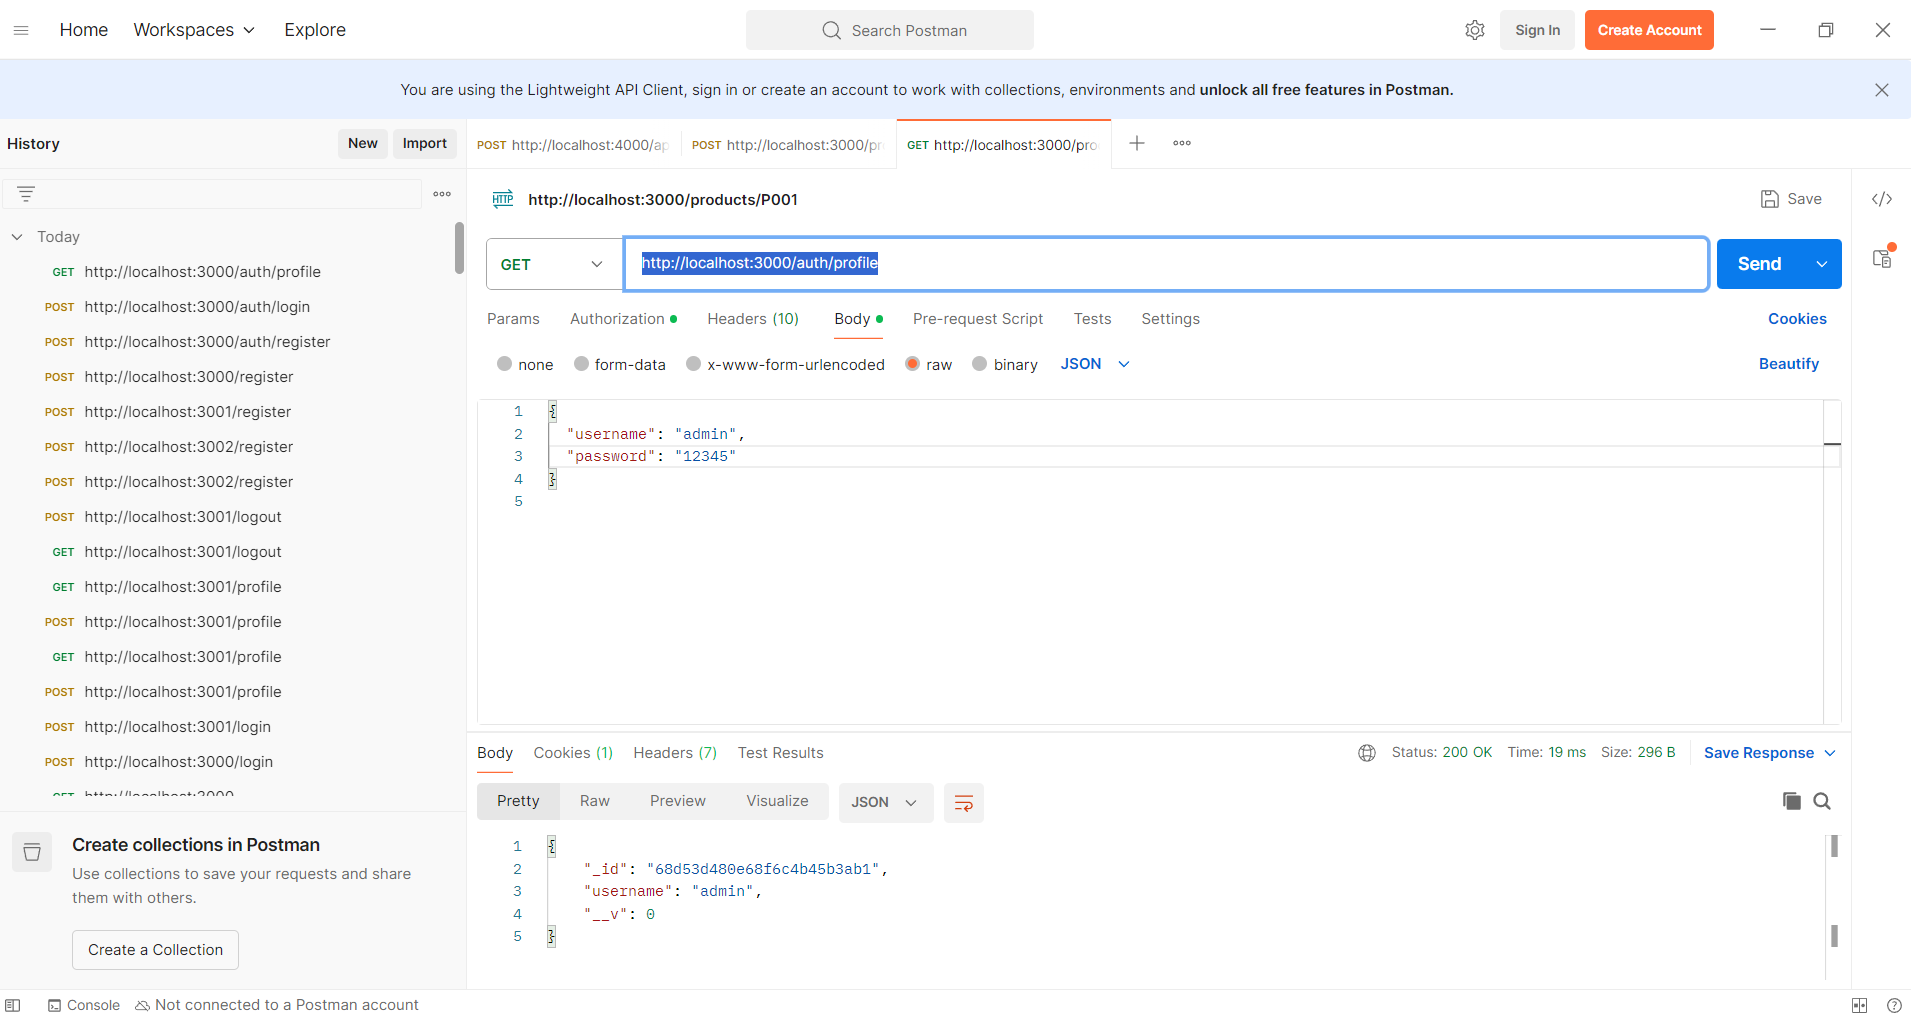 Home Workspaces Explore Search Postman Sign In Create Account
You are using the Lightweight API Client, sign in or create an account to work with collections, environments and unlock all free features in Postman.
History New Import
Today
GET http://localhost:3000/auth/profile
POST http://localhost:3000/auth/login
POST http://localhost:3000/auth/register
POST http://localhost:3000/register
POST http://localhost:3001/register
POST http://localhost:3002/register
POST http://localhost:3002/register
POST http://localhost:3001/logout
GET http://localhost:3001/logout
GET http://localhost:3001/profile
POST http://localhost:3001/profile
GET http://localhost:3001/profile
POST http://localhost:3001/profile
POST http://localhost:3001/login
POST http://localhost:3000/login
GET http://localhost:3000
Create collections in Postman
Use collections to save your requests and share
them with others.
Create a Collection
POST http://localhost:4000/ap POST http://localhost:3000/pr GET http://localhost:3000/pro
HTTP http://localhost:3000/products/P001 Save </>
GET http://localhost:3000/auth/profile Send
Params Authorization Headers (10) Body Pre-request Script Tests Settings Cookies
none form-data x-www-form-urlencoded raw binary JSON Beautify
1 {
2 "username": "admin",
3 "password": "12345"
4 }
5
Body Cookies (1) Headers (7) Test Results Status: 200 OK Time: 19 ms Size: 296 B Save Response
Pretty Raw Preview Visualize JSON
1 {
2 "_id": "68d53d480e68f6c4b45b3ab1",
3 "username": "admin",
4 "__v": 0
5 }
Console Not connected to a Postman account